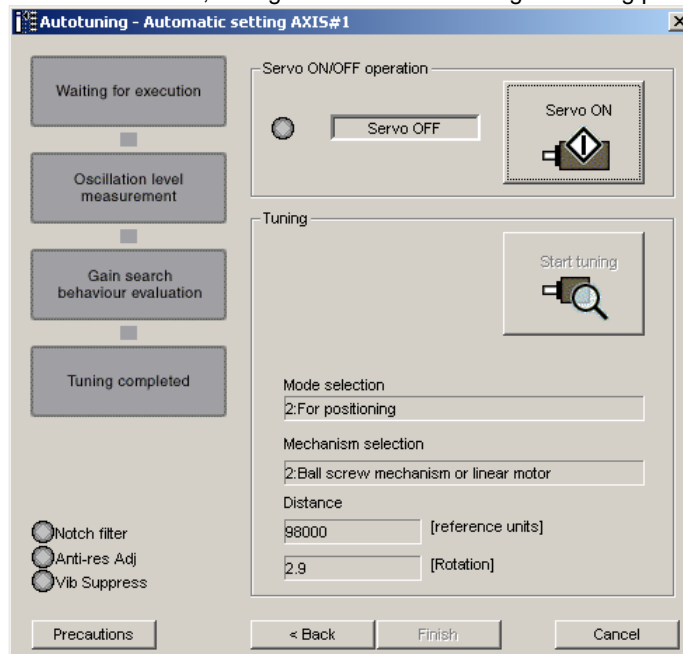 Autotuning - Automatic setting AXIS#1
Waiting for execution
Oscillation level
measurement
Gain search
behaviour evaluation
Tuning completed
Notch filter
Anti-res Adj
Vib Suppress
Servo ON/OFF operation
Servo OFF
Servo ON
Tuning
Start tuning
Mode selection
2:For positioning
Mechanism selection
2:Ball screw mechanism or linear motor
Distance
98000 [reference units]
2.9 [Rotation]
Precautions < Back Finish Cancel